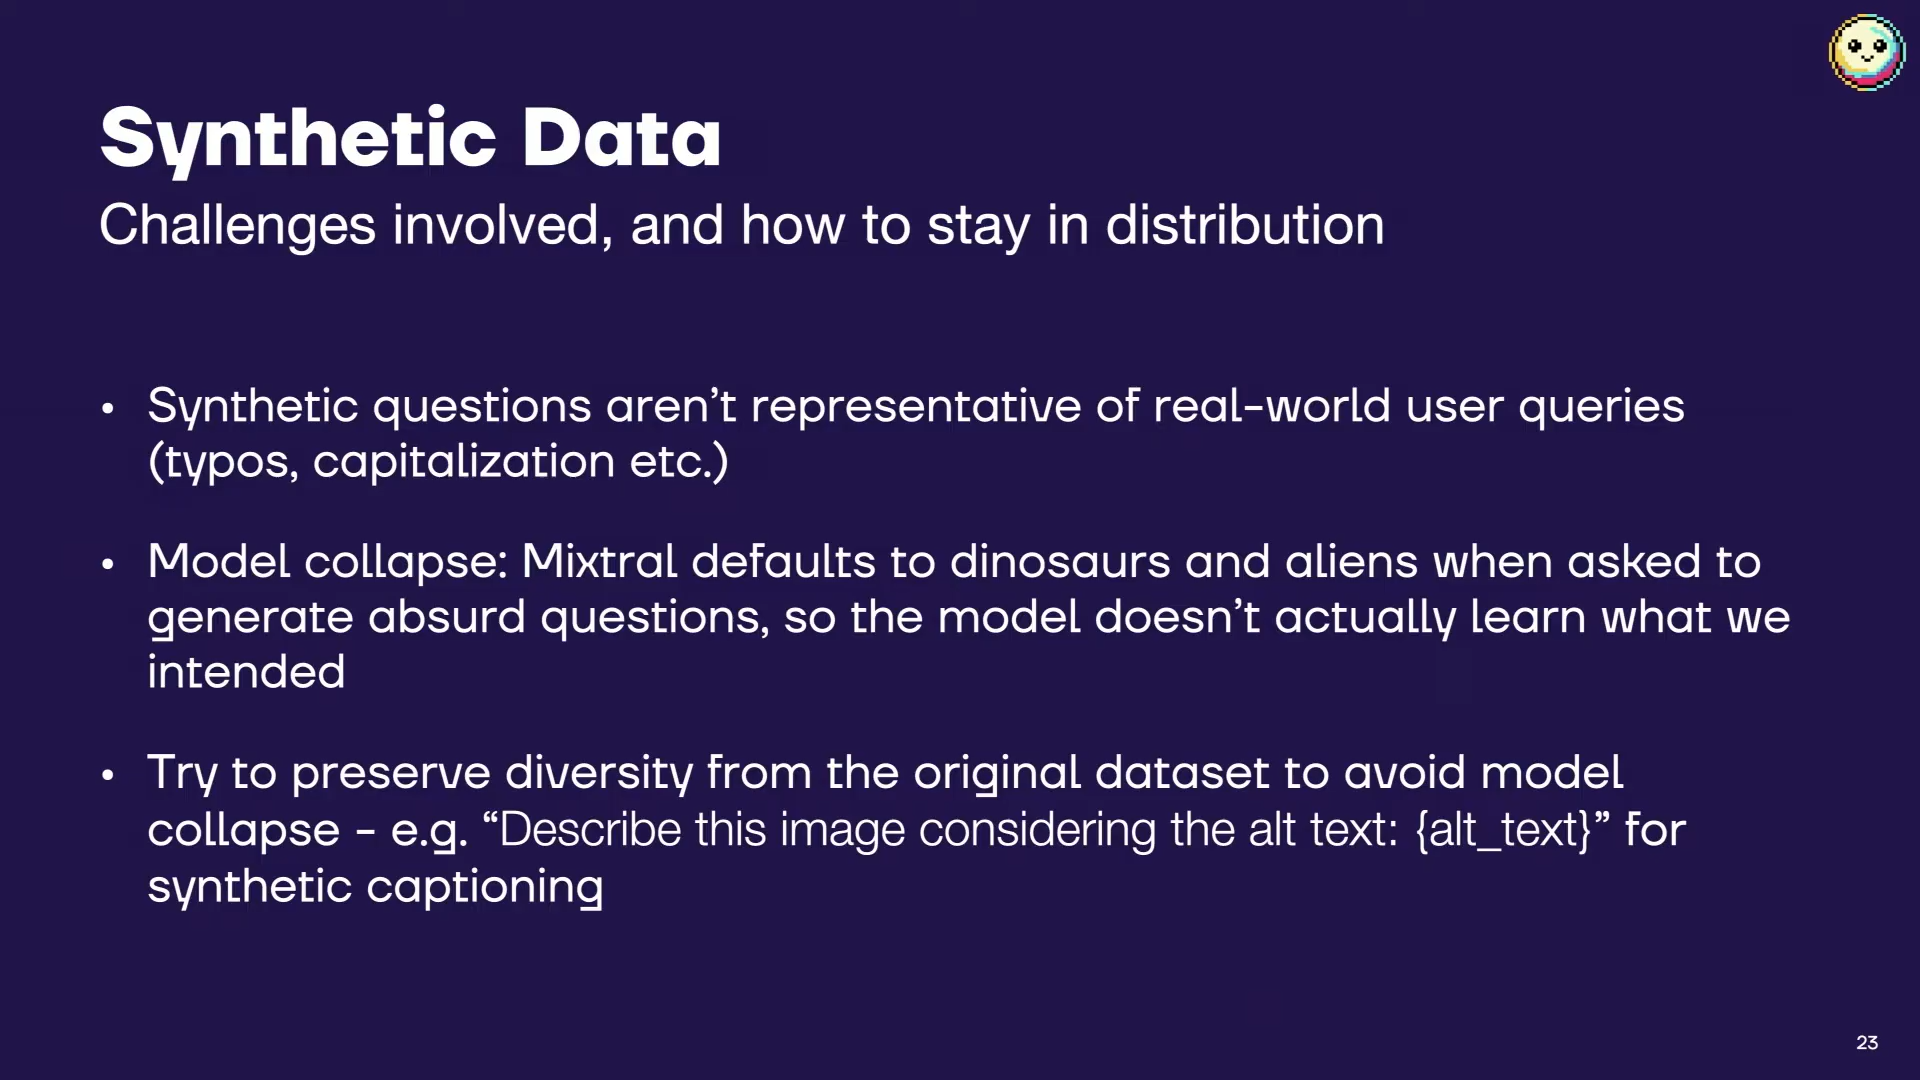 Synthetic Data
Challenges involved, and how to stay in distribution
• Synthetic questions aren’t representative of real-world user queries
(typos, capitalization etc.)
• Model collapse: Mixtral defaults to dinosaurs and aliens when asked to
generate absurd questions, so the model doesn’t actually learn what we
intended
• Try to preserve diversity from the original dataset to avoid model
collapse - e.g. “Describe this image considering the alt text: {alt_text}” for
synthetic captioning
23